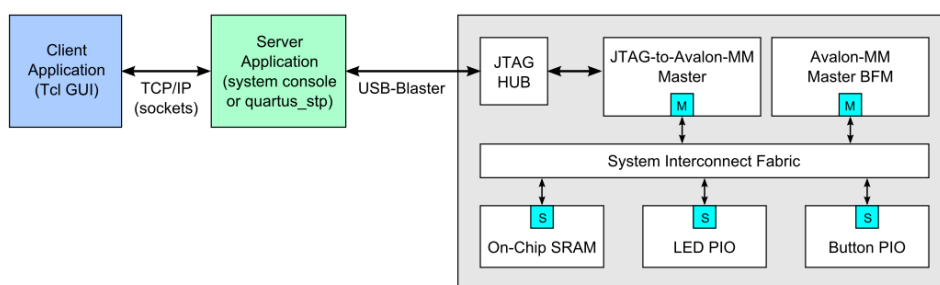 Client
Application
(Tcl GUI)
TCP/IP
(sockets)
Server
Application
(system console
or quartus_stp)
USB-Blaster
JTAG
HUB
JTAG-to-Avalon-MM
Master
M
Avalon-MM
Master BFM
M
System Interconnect Fabric
S
On-Chip SRAM
S
LED PIO
S
Button PIO